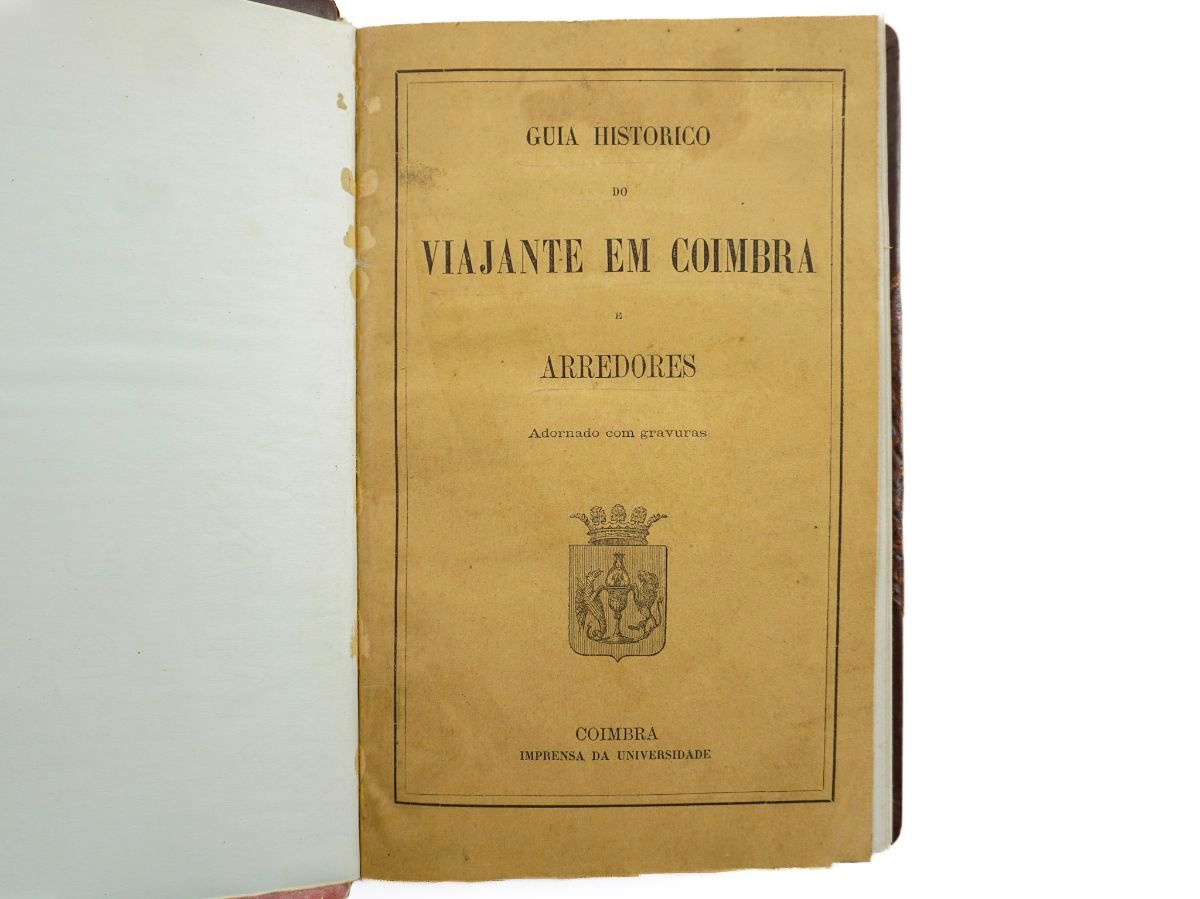 GUIA HISTORICO
DO
VIAJANTE EM COIMBRA
E
ARREDORES
Adornado com gravuras
COIMBRA
IMPRENSA DA UNIVERSIDADE